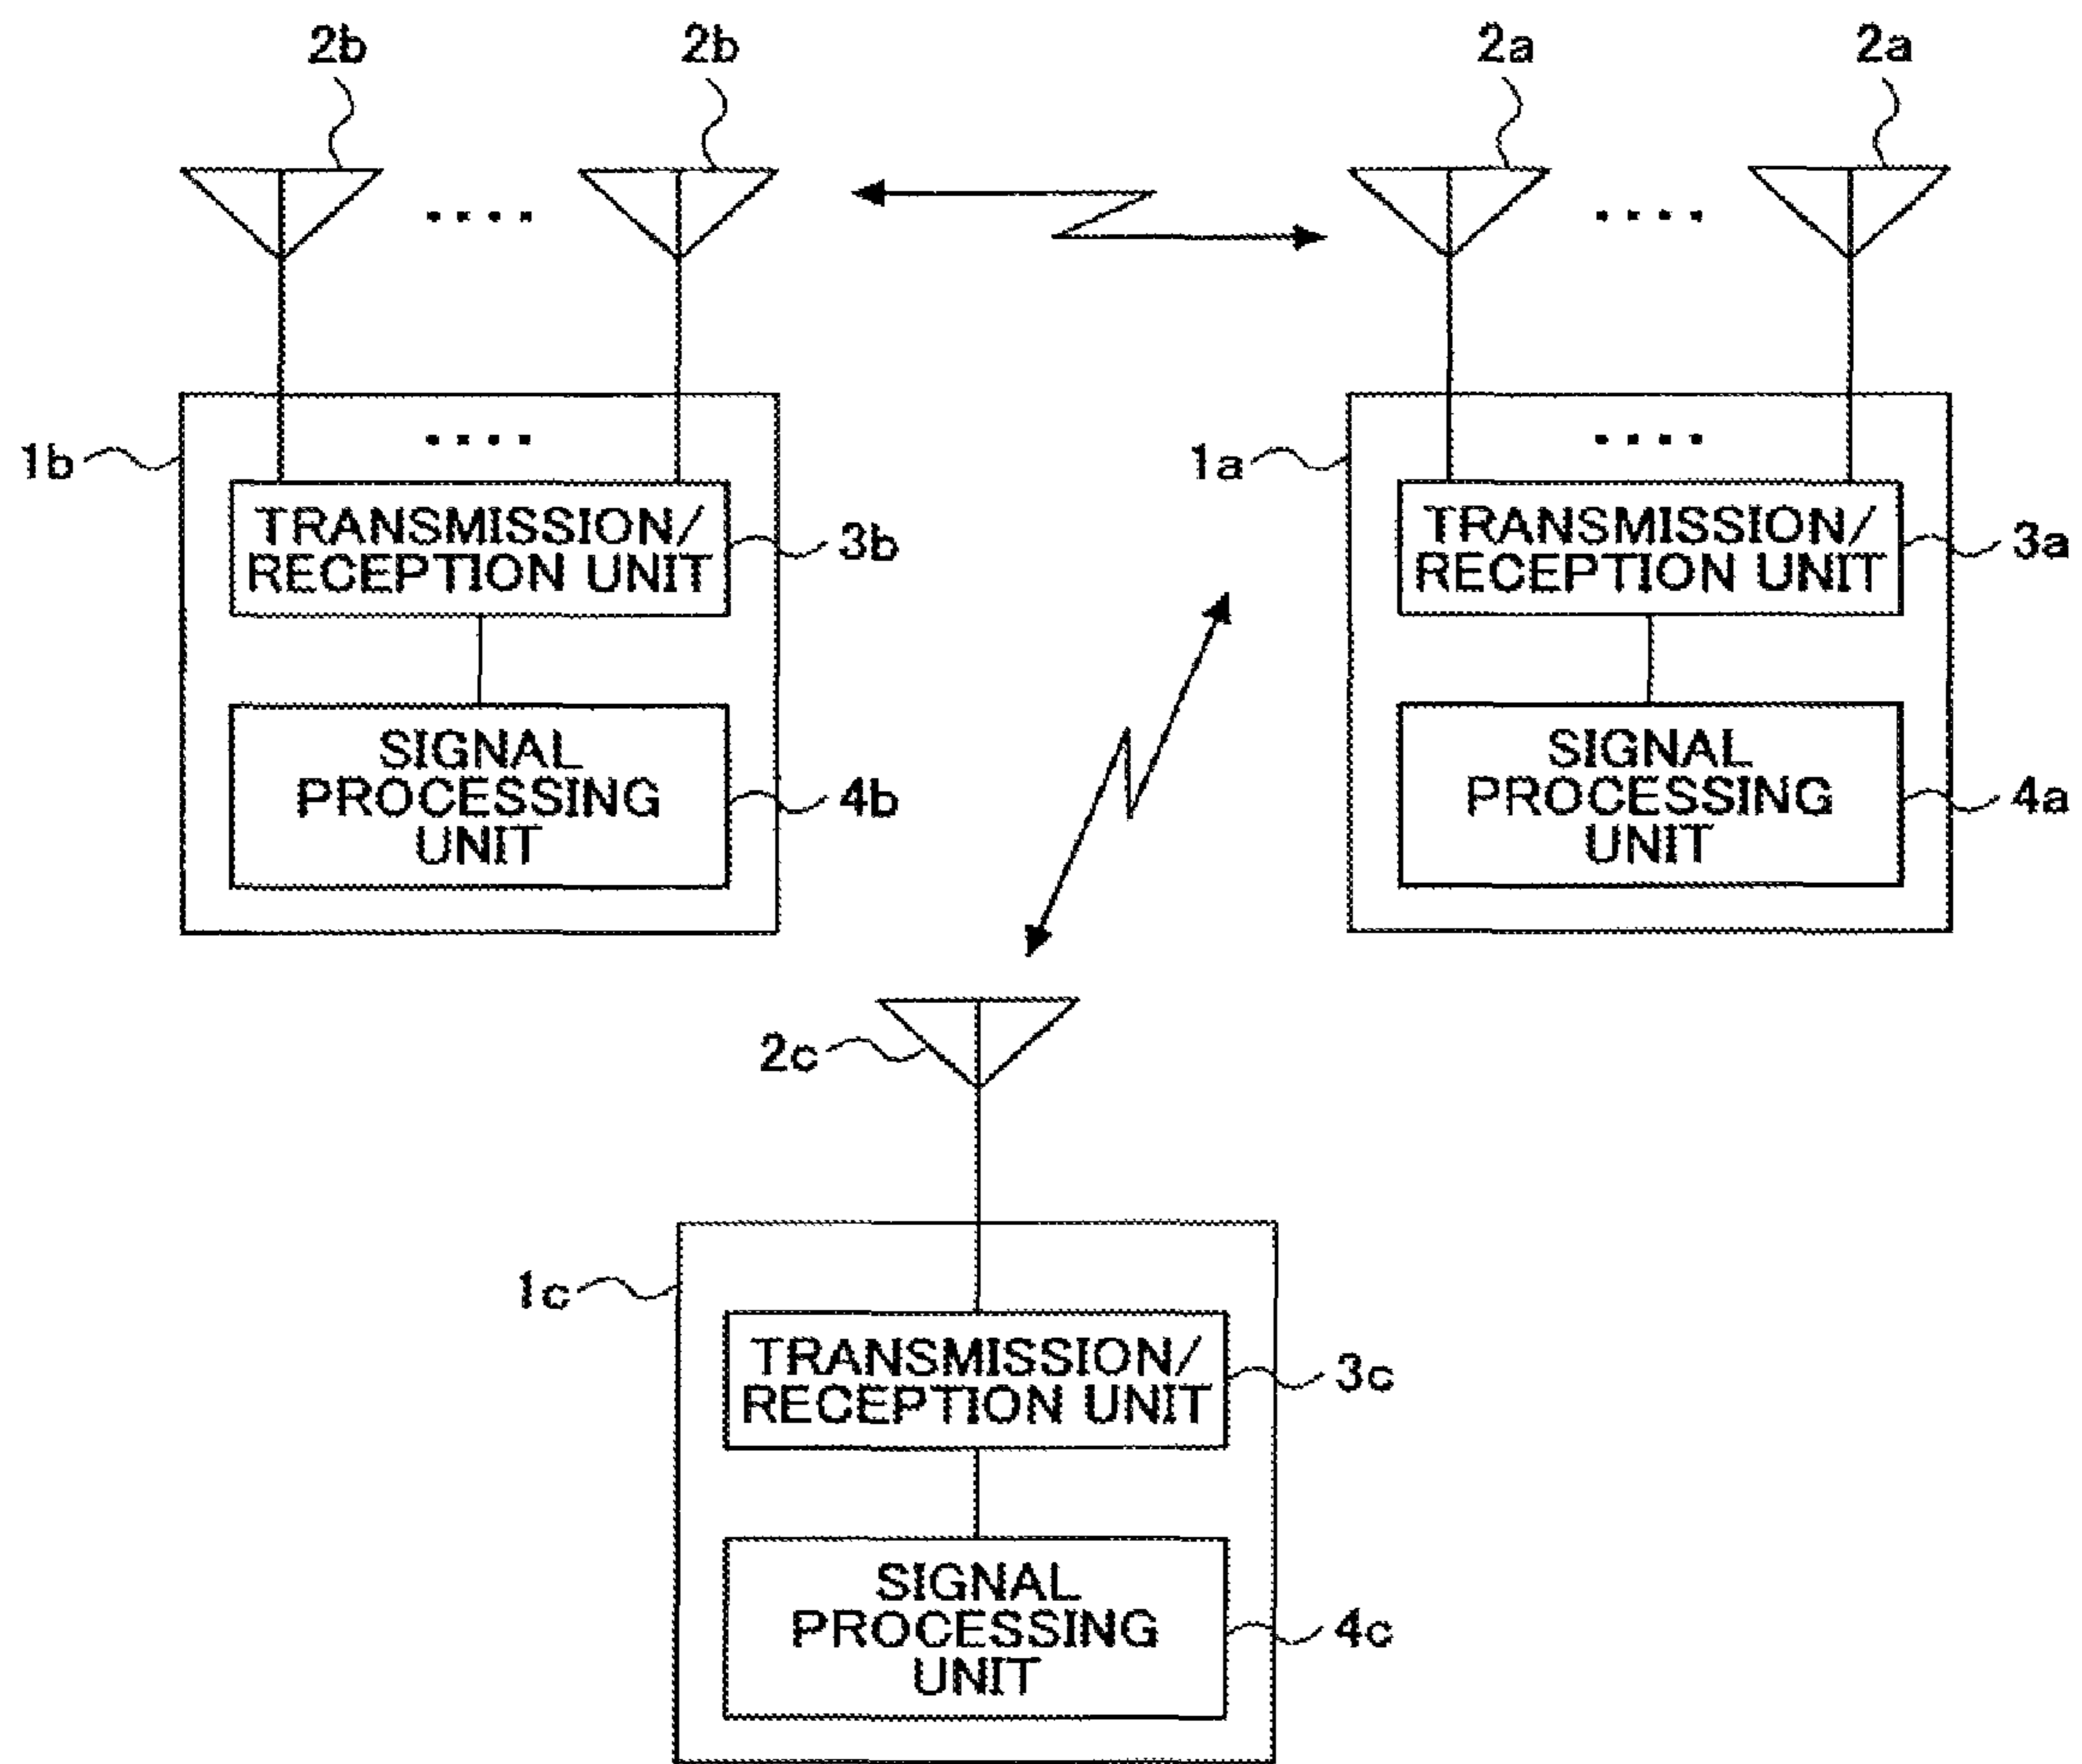 2b 2b 2a 2a
1b 1a
TRANSMISSION/
RECEPTION UNIT
3b
TRANSMISSION/
RECEPTION UNIT
3a
SIGNAL
PROCESSING
UNIT
4b
SIGNAL
PROCESSING
UNIT
4a
2c
1c
TRANSMISSION/
RECEPTION UNIT
3c
SIGNAL
PROCESSING
UNIT
4c